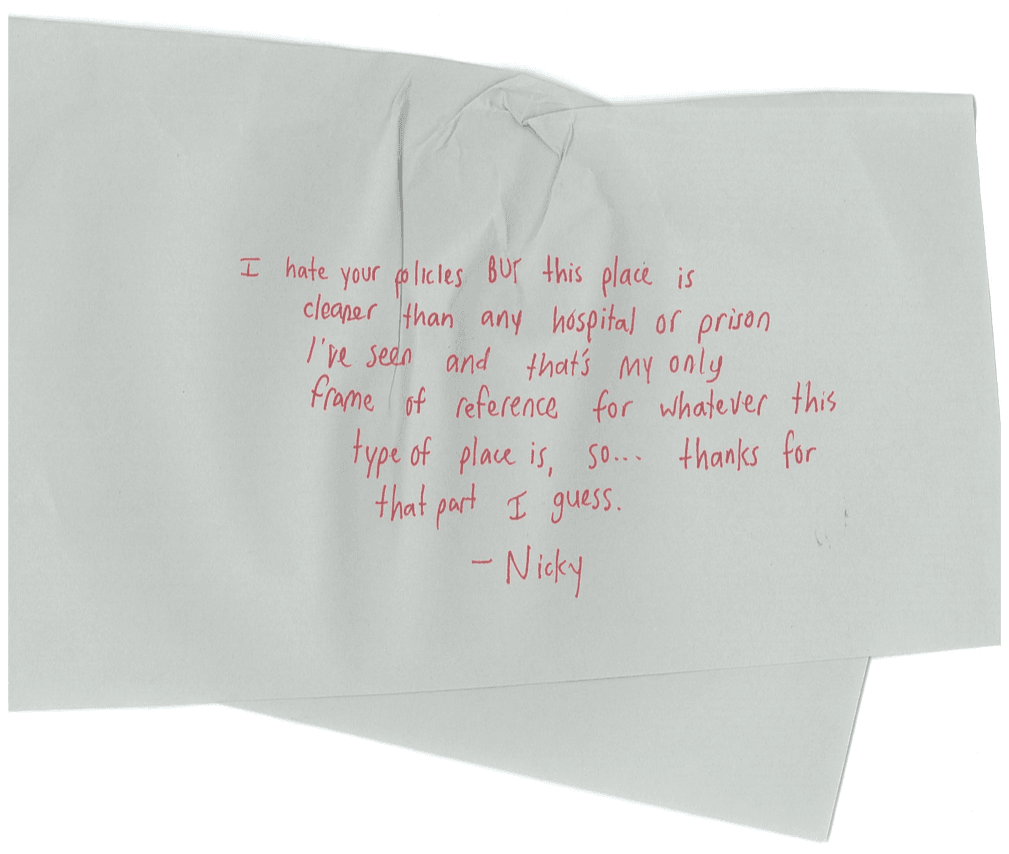 I hate your policies BUT this place is
cleaner than any hospital or prison
I've seen and that's my only
frame of reference for whatever this
type of place is, so... thanks for
that part I guess.
- Nicky